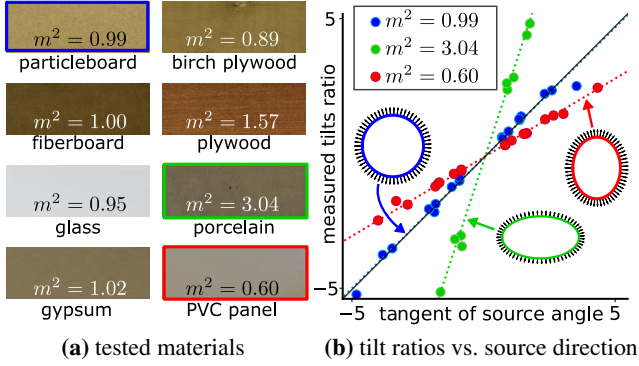 m² = 0.99
particleboard
m² = 0.89
birch plywood
m² = 1.00
fiberboard
m² = 1.57
plywood
m² = 0.95
glass
m² = 3.04
porcelain
m² = 1.02
gypsum
m² = 0.60
PVC panel
(a) tested materials
measured tilts ratio
5
−5
m² = 0.99
m² = 3.04
m² = 0.60
−5 tangent of source angle 5
(b) tilt ratios vs. source direction